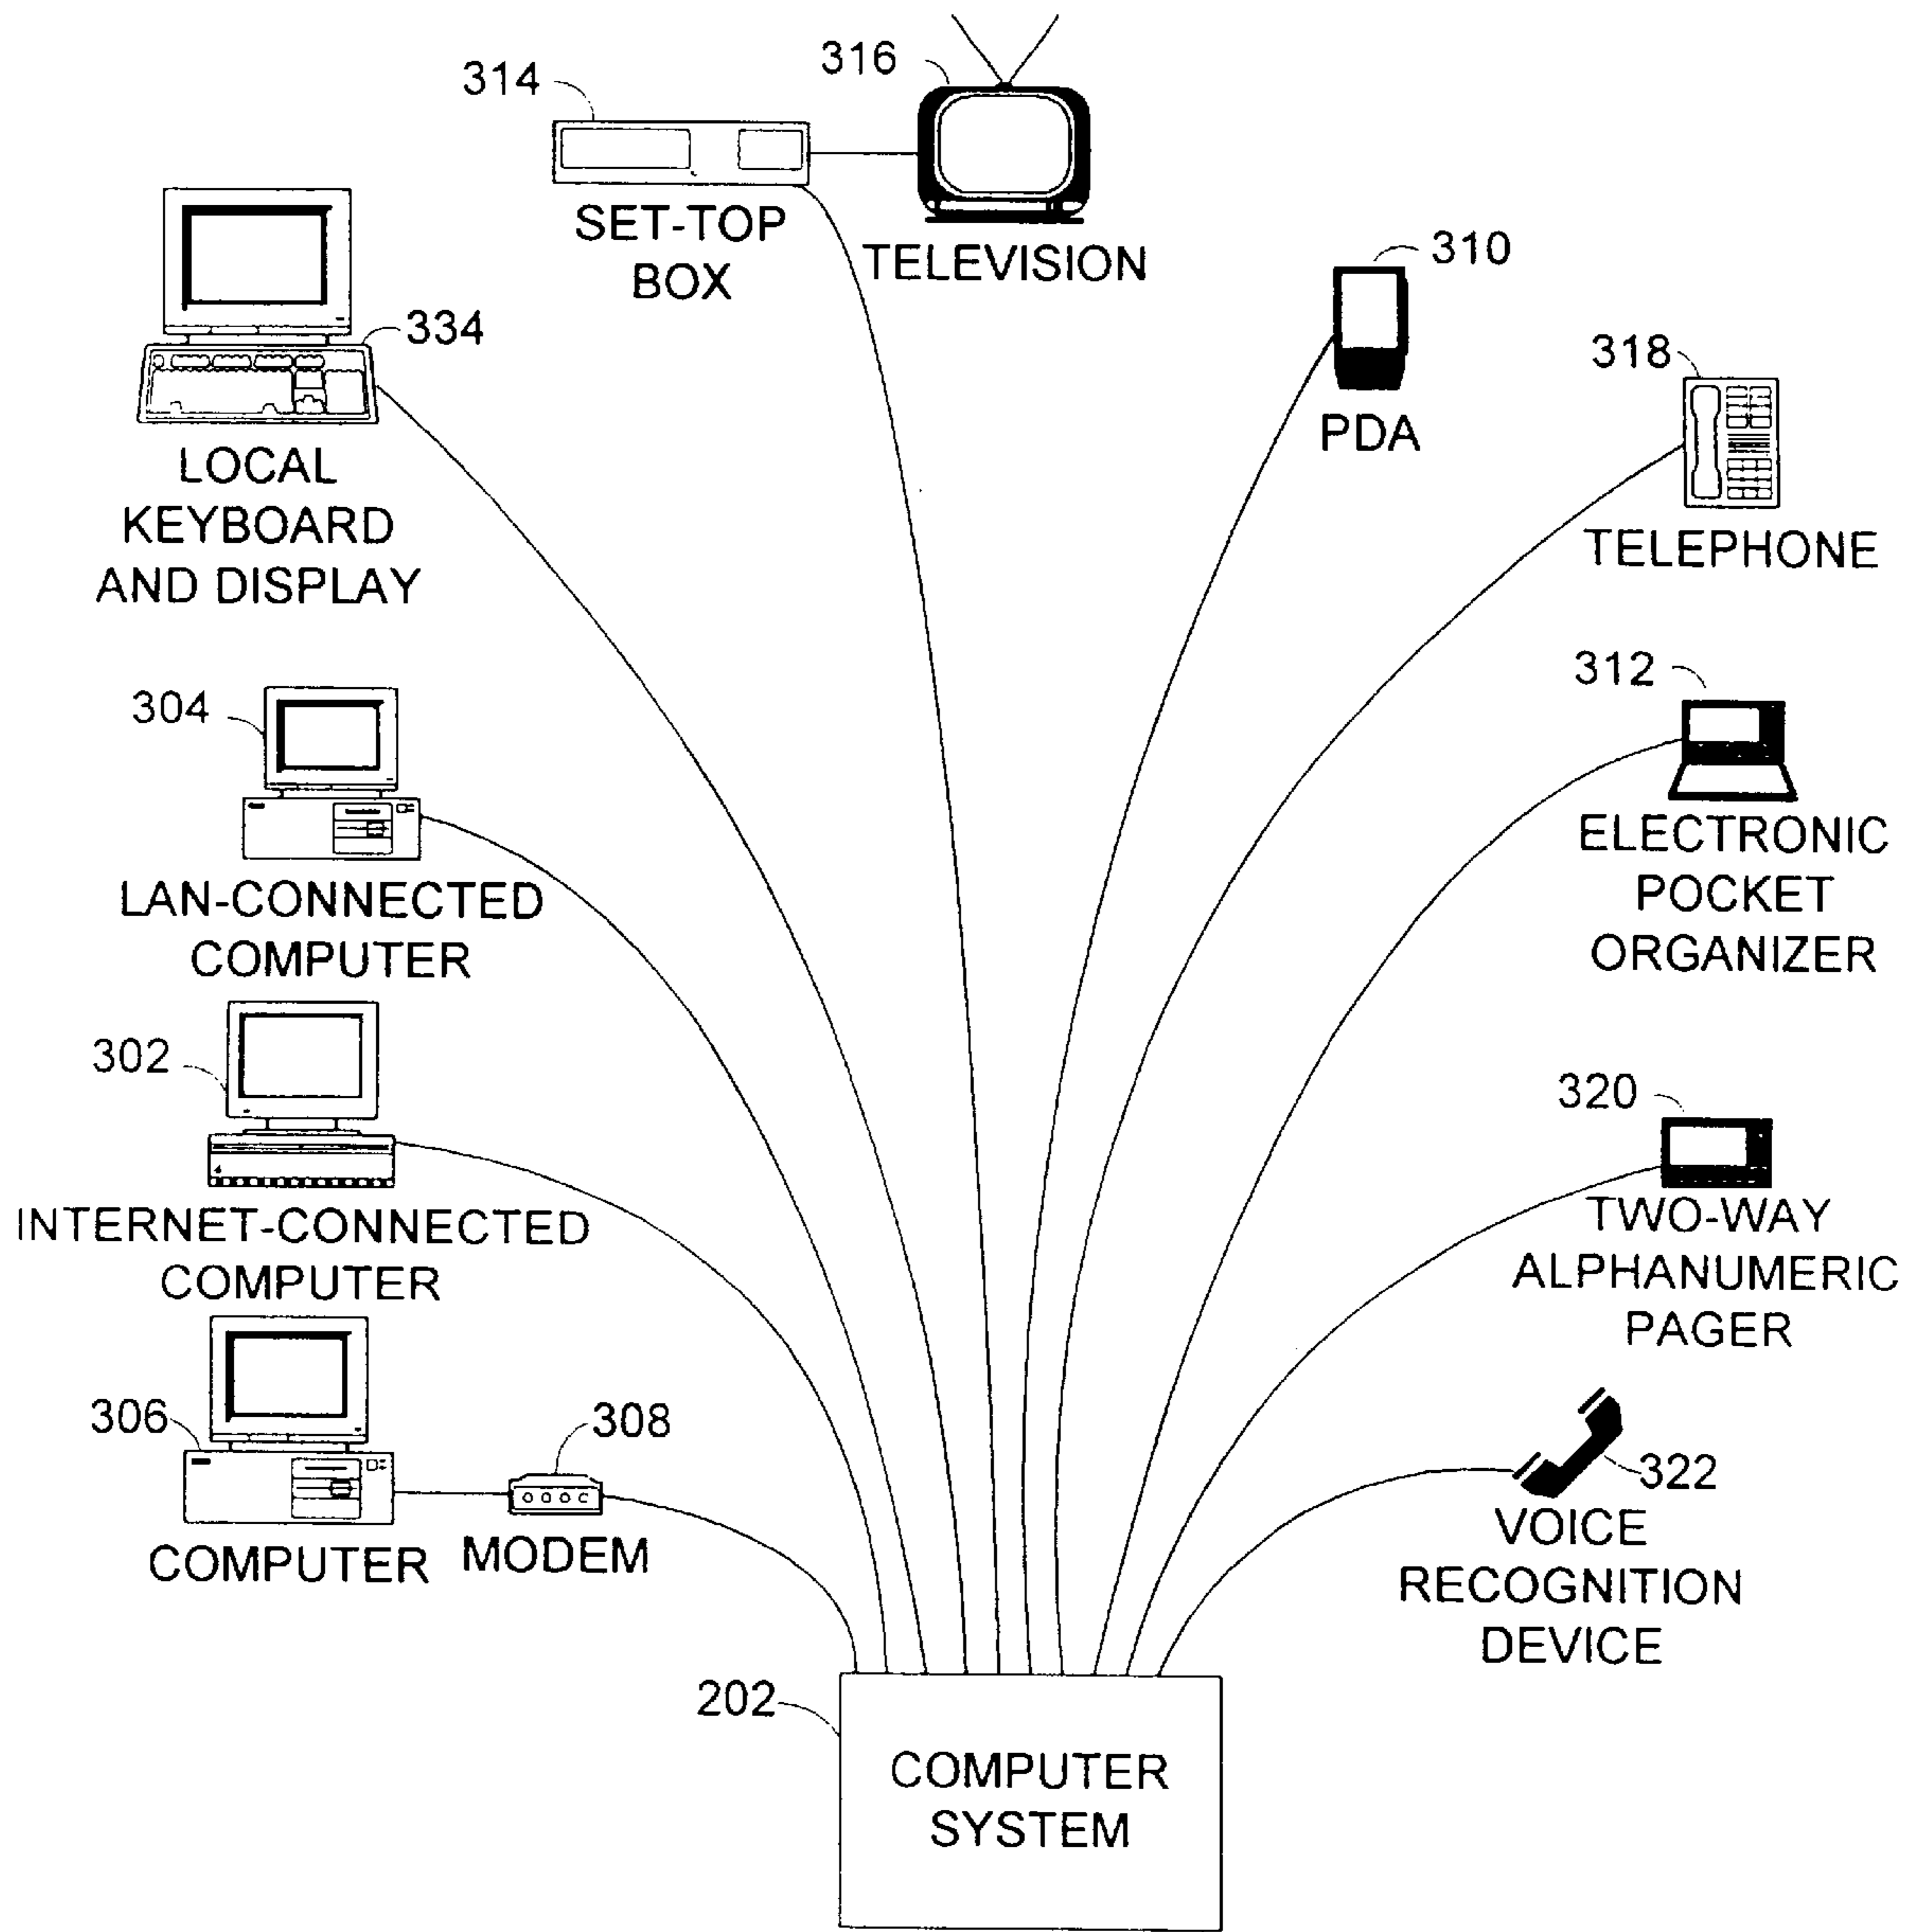 314
316
SET-TOP
BOX
TELEVISION
310
PDA
334
LOCAL
KEYBOARD
AND DISPLAY
318
TELEPHONE
304
LAN-CONNECTED
COMPUTER
312
ELECTRONIC
POCKET
ORGANIZER
302
INTERNET-CONNECTED
COMPUTER
320
TWO-WAY
ALPHANUMERIC
PAGER
306
COMPUTER
308
MODEM
322
VOICE
RECOGNITION
DEVICE
202
COMPUTER
SYSTEM